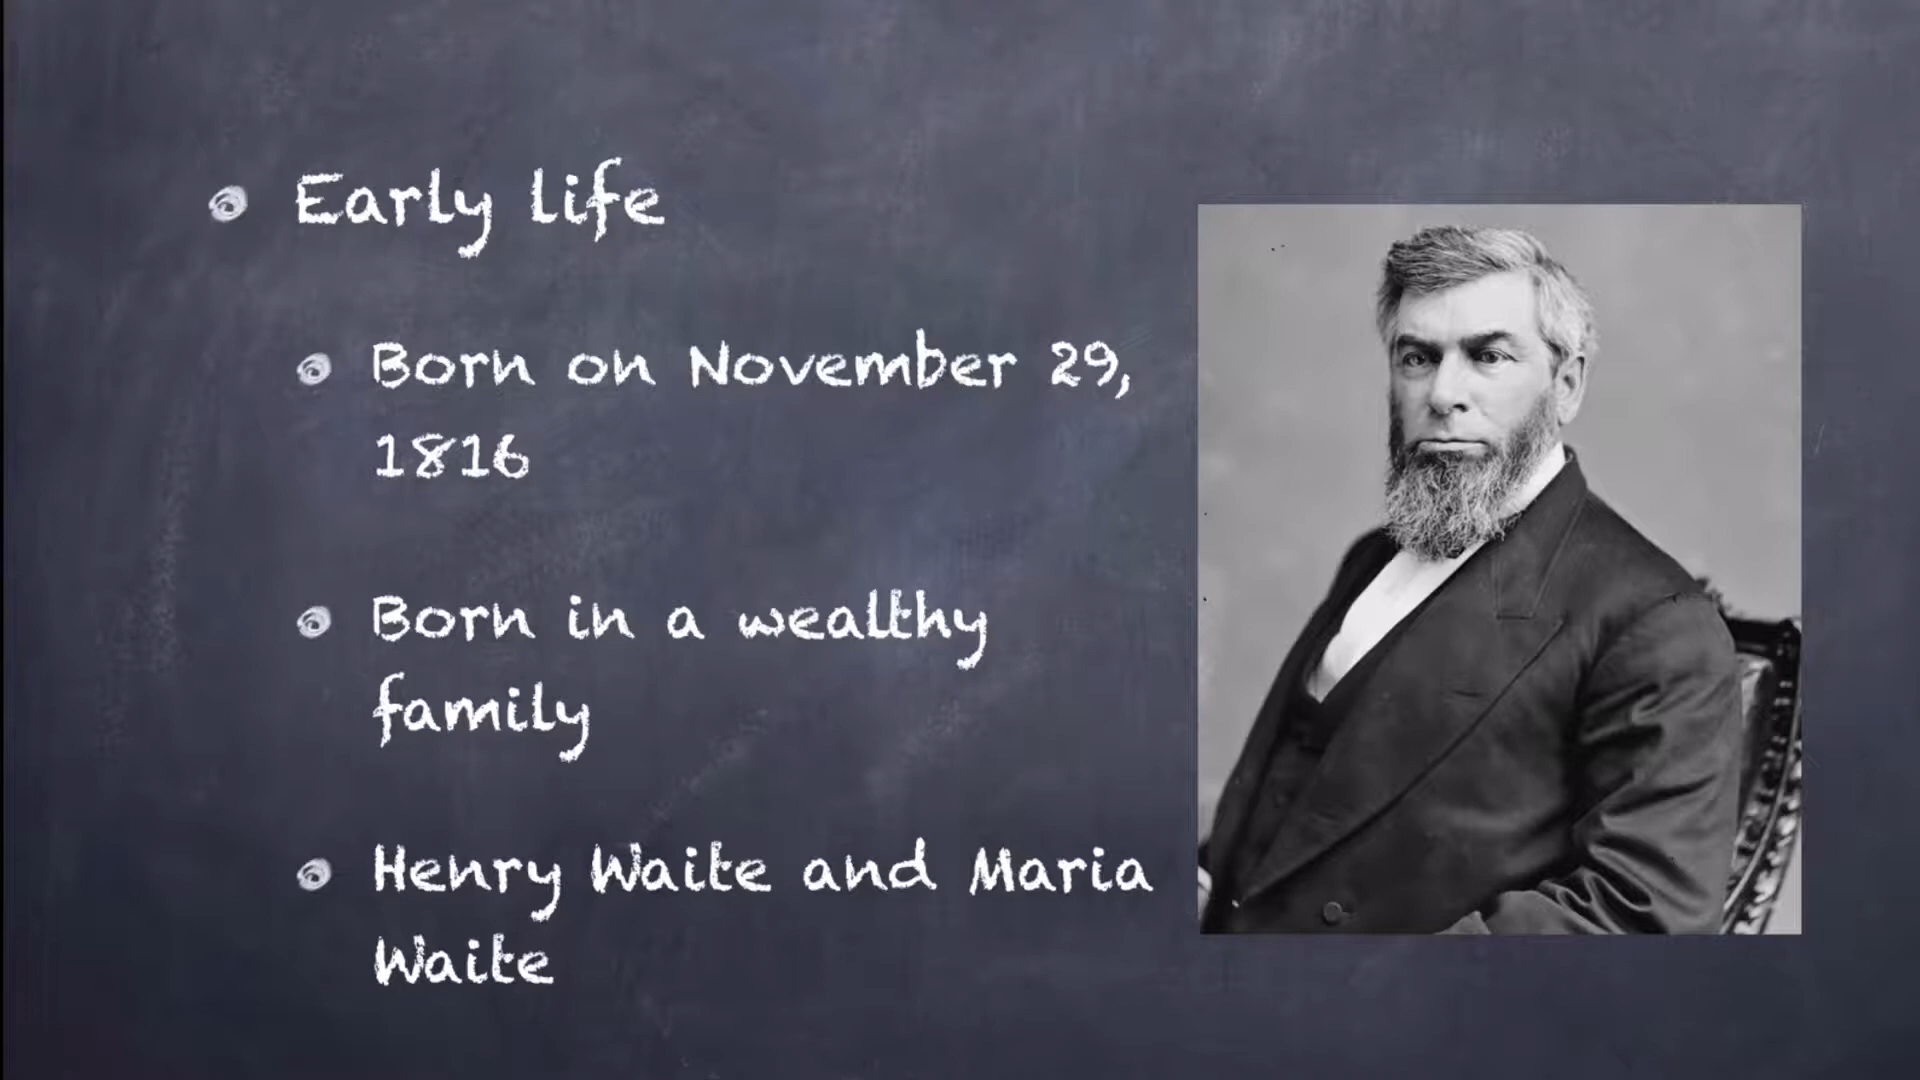 Early life
Born on November 29,
1816
Born in a wealthy
family
Henry Waite and Maria
Waite